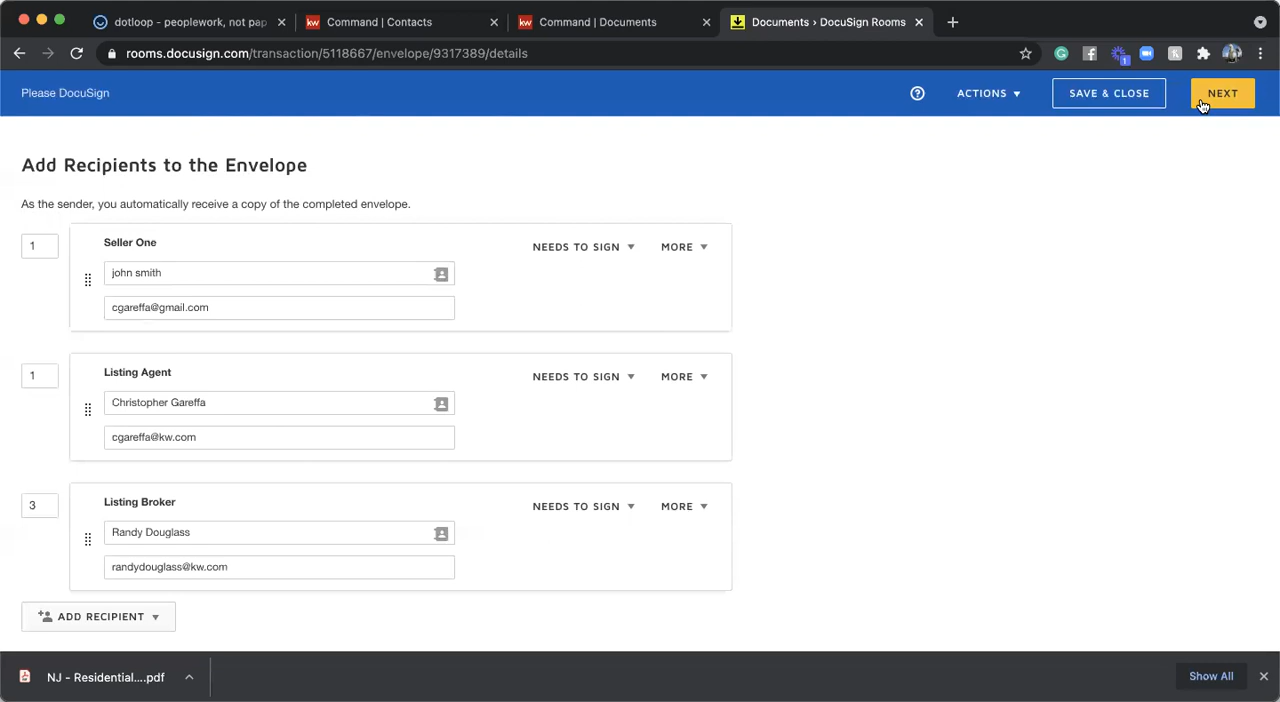 dotloop - peoplework, not pap
kw Command | Contacts
kw Command | Documents
Documents › DocuSign Rooms
rooms.docusign.com/transaction/5118667/envelope/9317389/details
1
Please DocuSign
ACTIONS
SAVE & CLOSE
NEXT
Add Recipients to the Envelope
As the sender, you automatically receive a copy of the completed envelope.
1
Seller One
NEEDS TO SIGN
MORE
john smith
cgareffa@gmail.com
1
Listing Agent
NEEDS TO SIGN
MORE
Christopher Gareffa
cgareffa@kw.com
3
Listing Broker
NEEDS TO SIGN
MORE
Randy Douglass
randydouglass@kw.com
ADD RECIPIENT
NJ - Residential....pdf
Show All